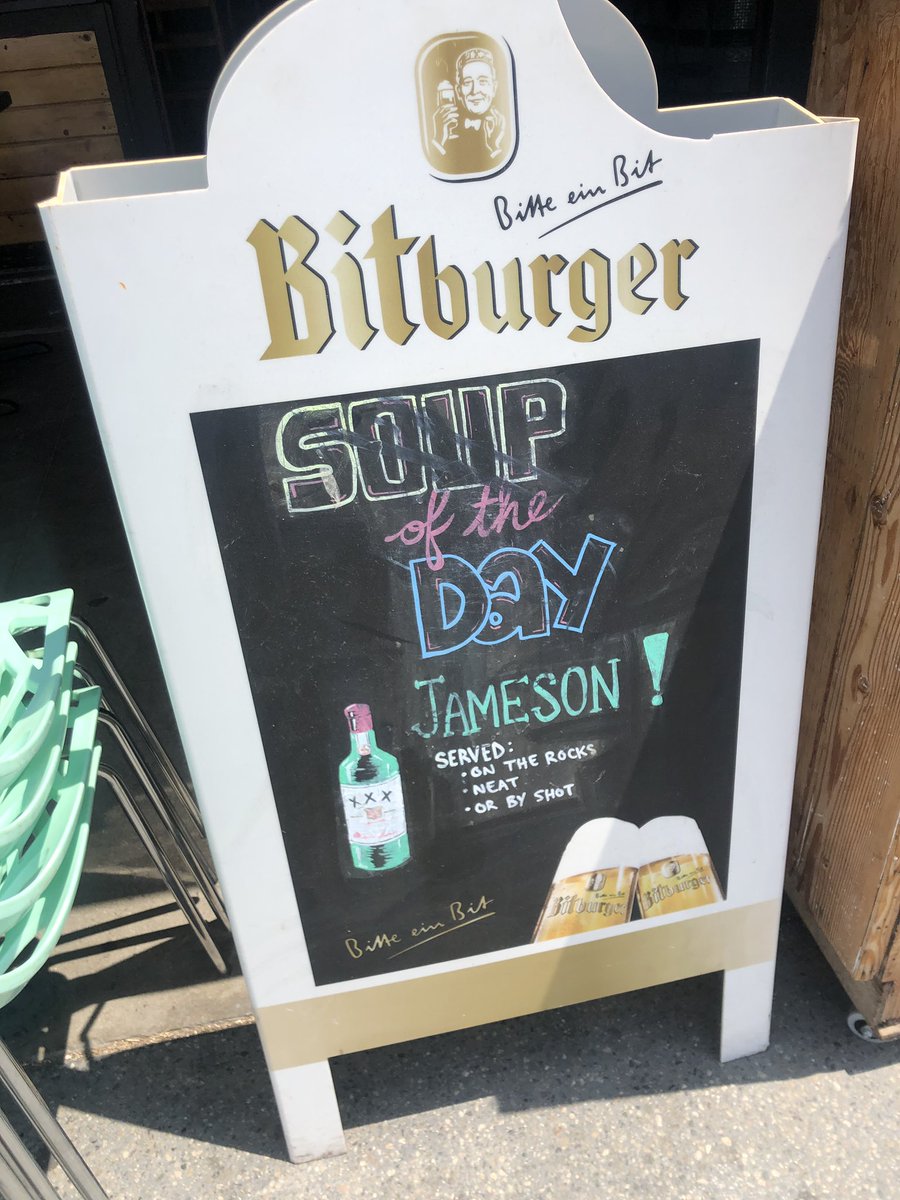 Bitte ein Bit
Bitburger
SOUP
of the
Day
JAMESON !
SERVED:
• ON THE ROCKS
• NEAT
• OR BY SHOT
XXX
Bitburger
Bitburger
Bitte ein Bit